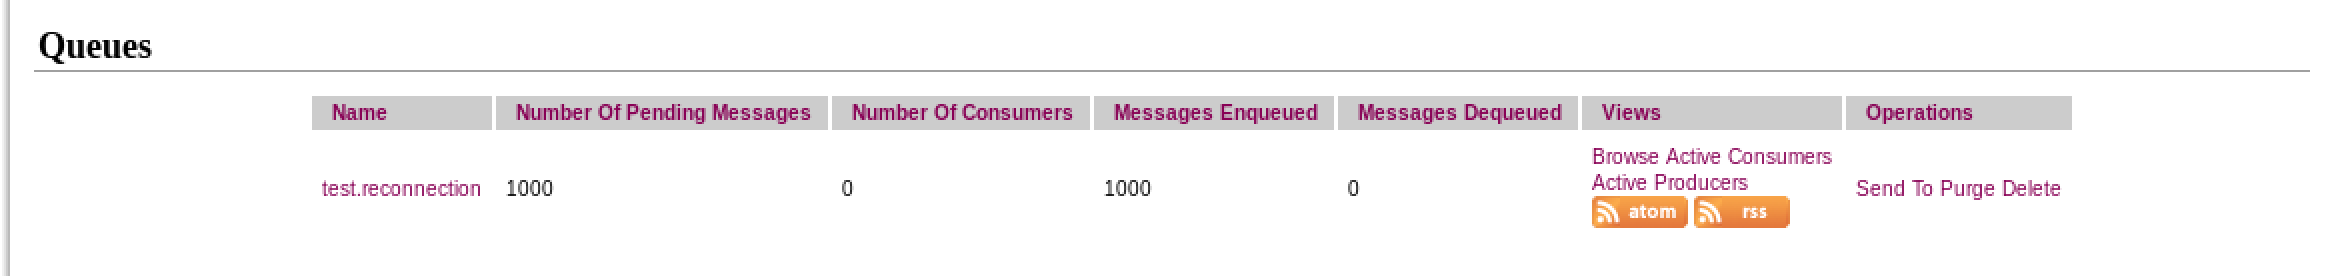 Queues
Name Number Of Pending Messages Number Of Consumers Messages Enqueued Messages Dequeued Views Operations
test.reconnection 1000 0 1000 0 Browse Active Consumers
Active Producers
atom rss
Send To Purge Delete